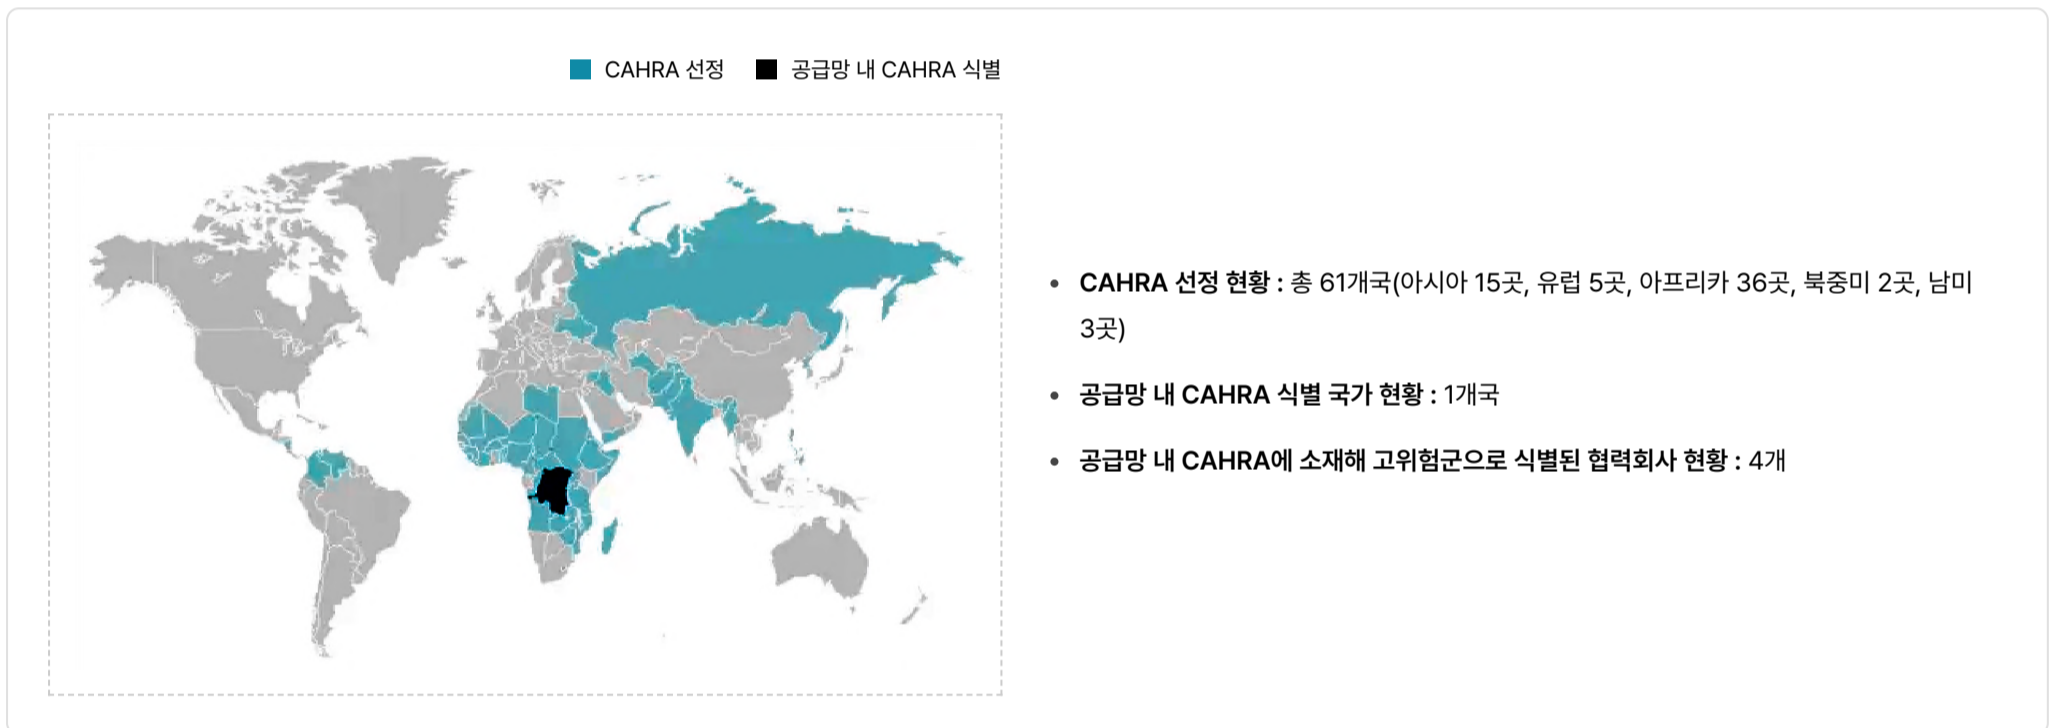 CAHRA 선정 공급망 내 CAHRA 식별
CAHRA 선정 현황 : 총 61개국(아시아 15곳, 유럽 5곳, 아프리카 36곳, 북중미 2곳, 남미
3곳)
공급망 내 CAHRA 식별 국가 현황 : 1개국
공급망 내 CAHRA에 소재해 고위험군으로 식별된 협력회사 현황 : 4개